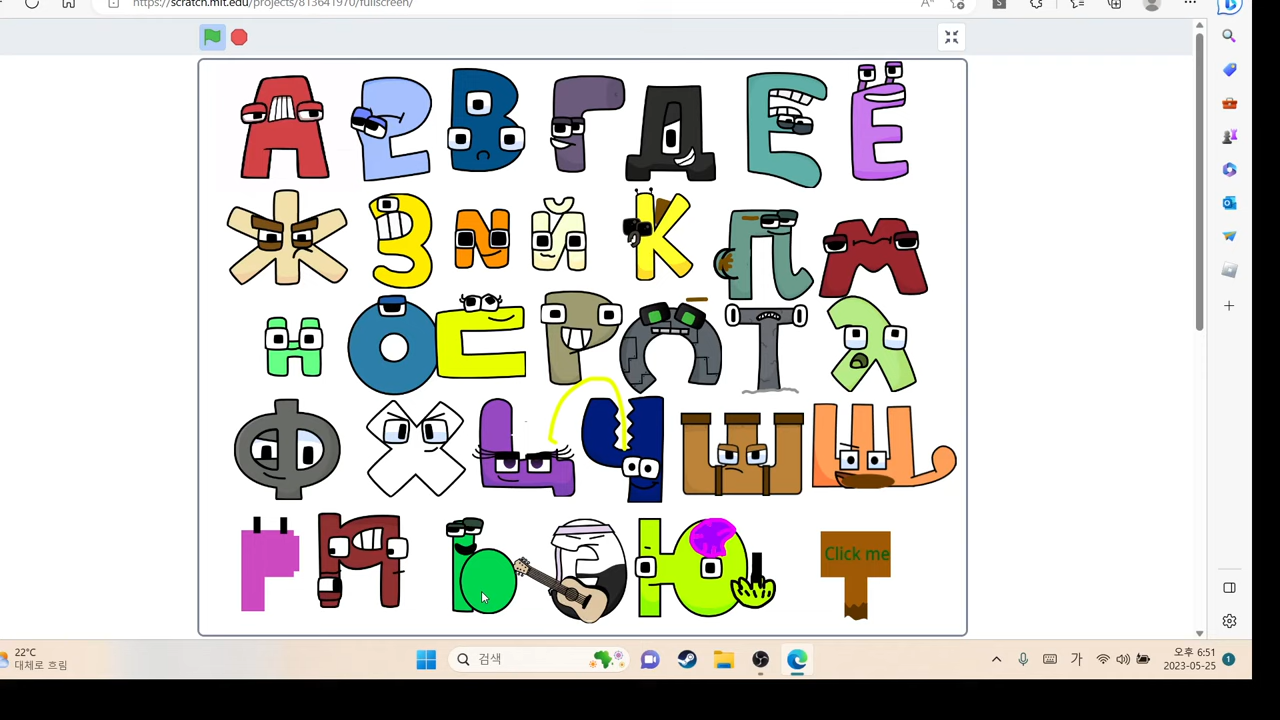 https://scratch.mit.edu/projects/813641970/fullscreen/
А В Г Д Е Ё
Ж З И Й К П М
Н О С Р Т
Ф Х Ц Ч Ш Щ
Ь Ю
Click me
22°C
대체로 흐림
검색
가
오후 6:51
2023-05-25
1